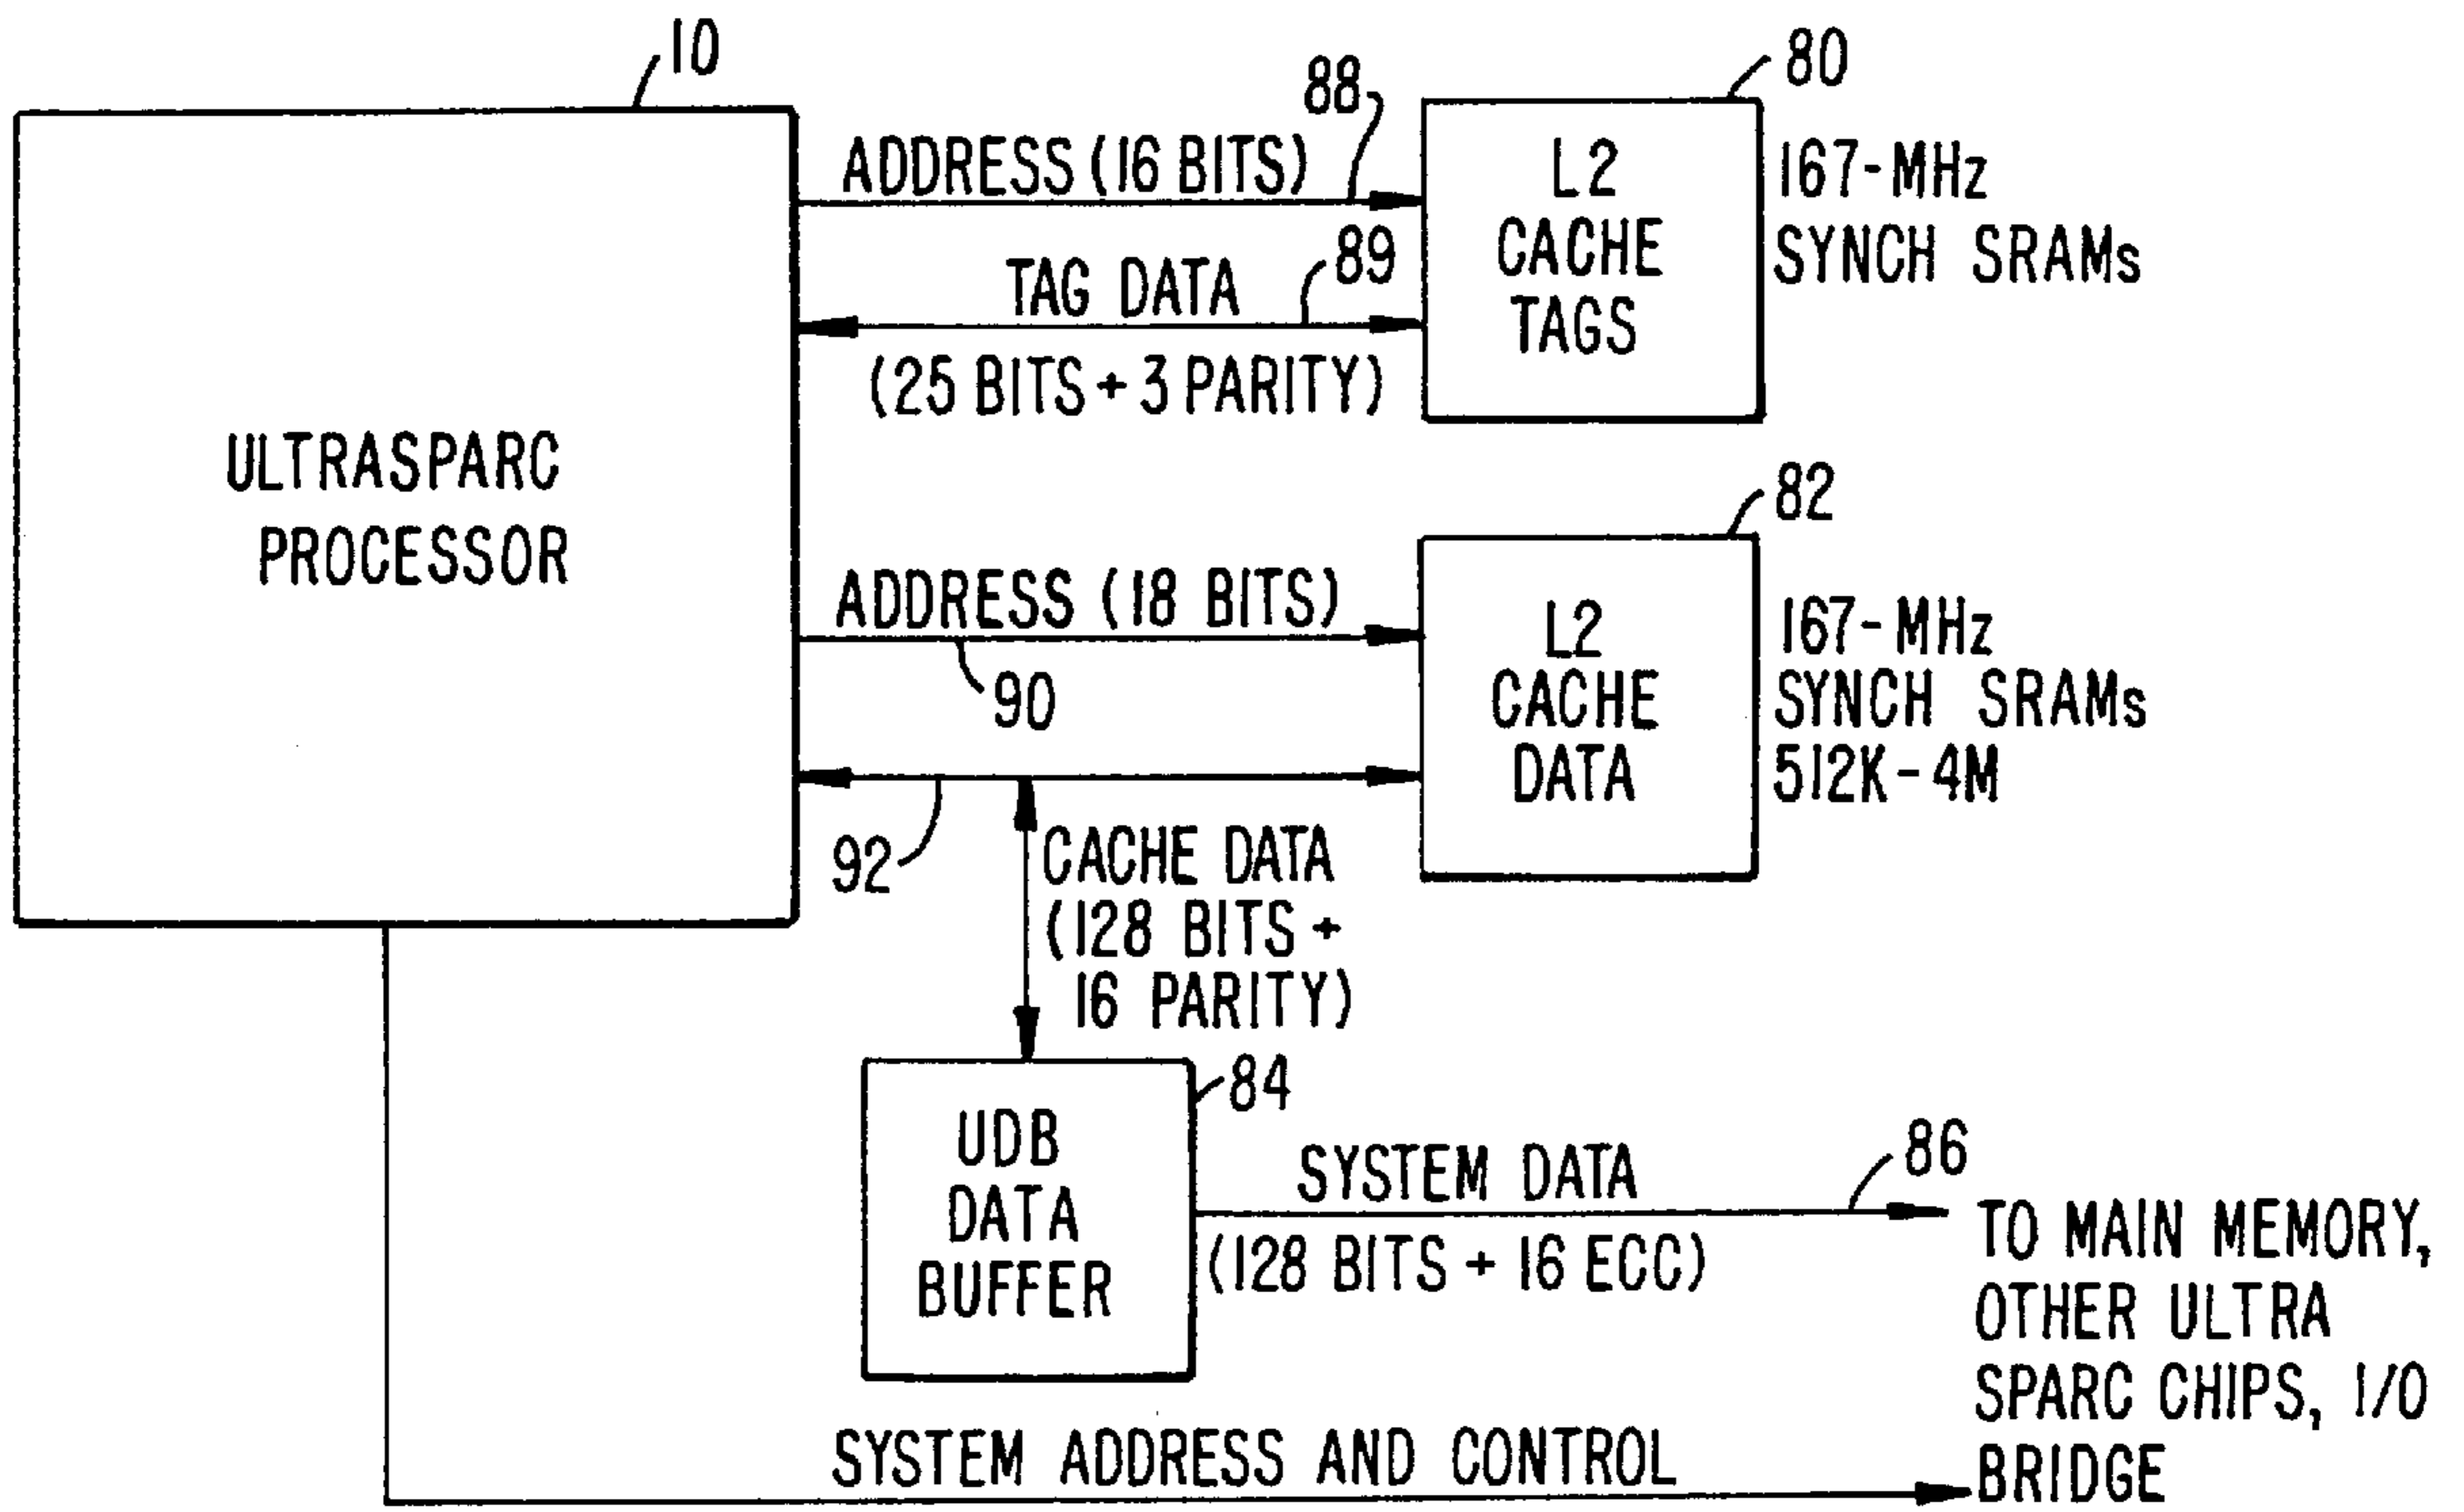 10
88
80
ADDRESS (16 BITS)
L2
CACHE
TAGS
167-MHz
SYNCH SRAMs
89
TAG DATA
(25 BITS + 3 PARITY)
ULTRASPARC
PROCESSOR
82
ADDRESS (18 BITS)
90
L2
CACHE
DATA
167-MHz
SYNCH SRAMs
512K-4M
92
CACHE DATA
(128 BITS +
16 PARITY)
84
UDB
DATA
BUFFER
86
SYSTEM DATA
(128 BITS + 16 ECC)
TO MAIN MEMORY,
OTHER ULTRA
SPARC CHIPS, I/O
BRIDGE
SYSTEM ADDRESS AND CONTROL